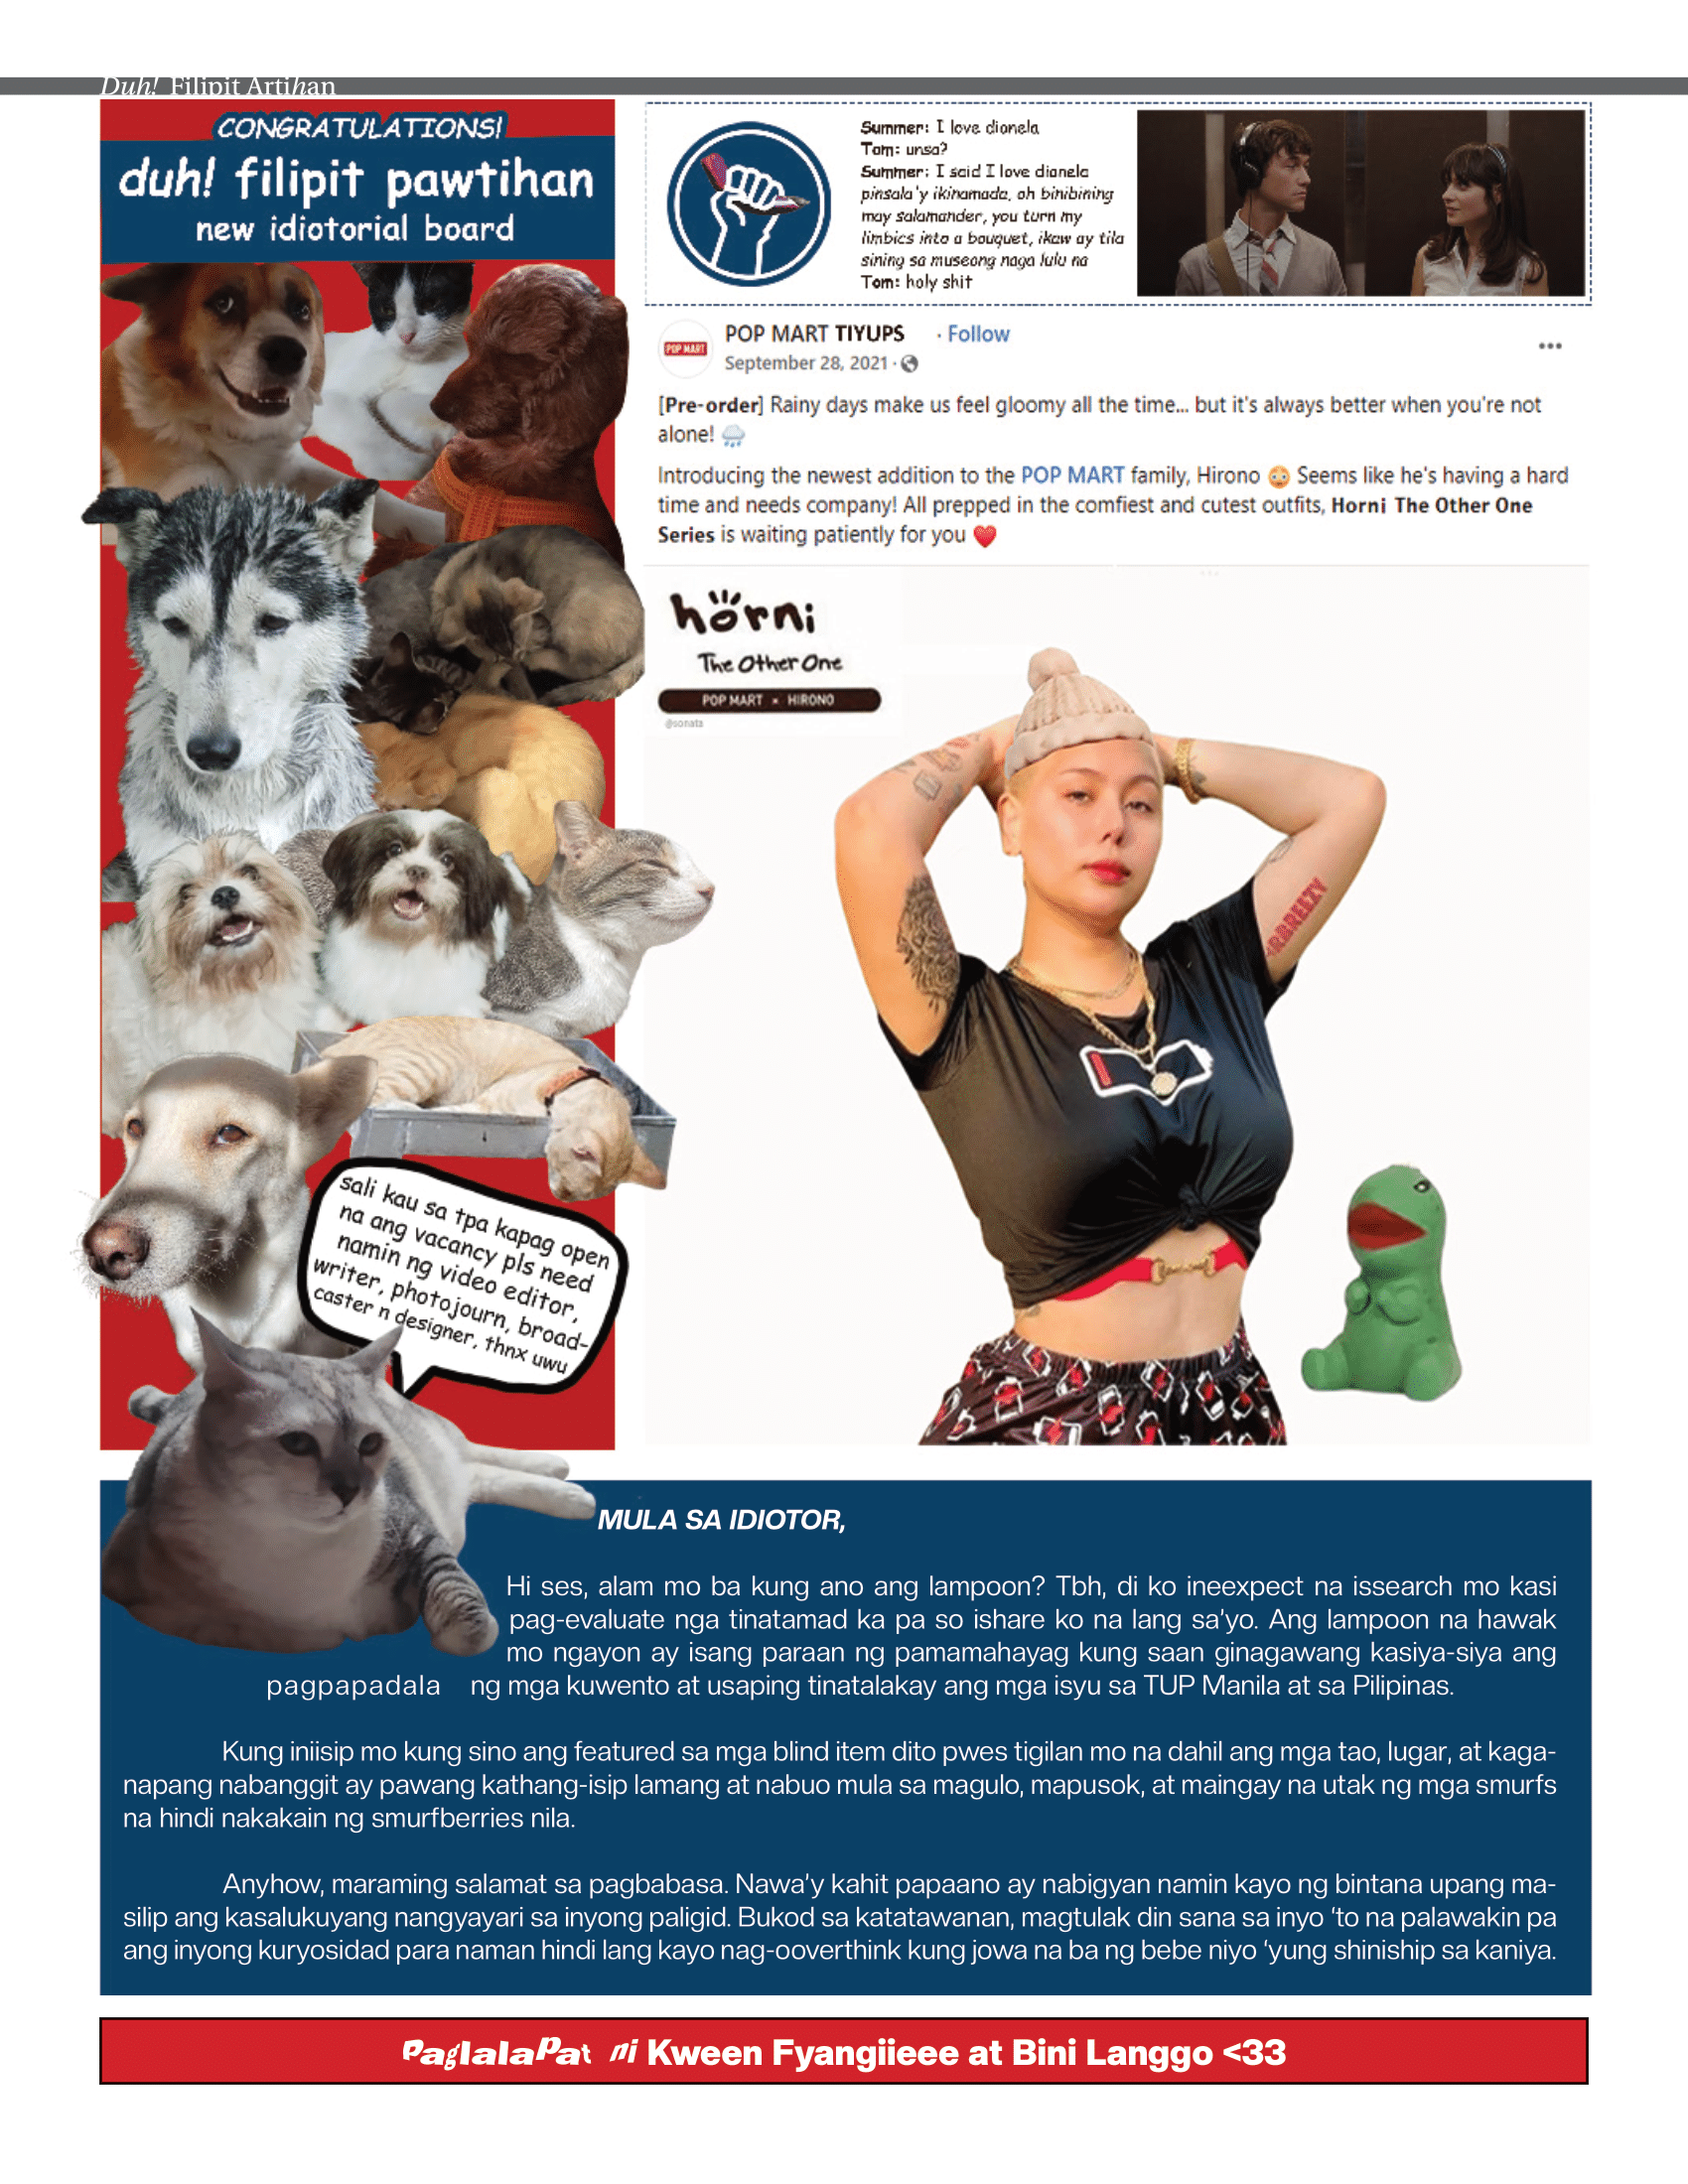 Duh! Filipit Artihan
CONGRATULATIONS!
duh! filipit pawtihan
new idiotorial board
sali kau sa tpa kapag open
na ang vacancy pls need
namin ng video editor,
writer, photojourn, broad-
caster n designer, thnx uwu
Summer: I love dionela
Tom: unsa?
Summer: I said I love dianela
pinsala'y ikinamada, oh binibining
may salamander, you turn my
limbics into a bouquet, ikaw ay tila
sining sa museong naga lulu na
Tom: holy shit
POP MART
POP MART TIYUPS · Follow
September 28, 2021 ·
[Pre-order] Rainy days make us feel gloomy all the time... but it's always better when you're not
alone! 🌧️
Introducing the newest addition to the POP MART family, Hirono 😳 Seems like he's having a hard
time and needs company! All prepped in the comfiest and cutest outfits, Horni The Other One
Series is waiting patiently for you ❤️
hörni
The Other One
POP MART × HIRONO
@sonata
MULA SA IDIOTOR,
Hi ses, alam mo ba kung ano ang lampoon? Tbh, di ko ineexpect na issearch mo kasi
pag-evaluate nga tinatamad ka pa so ishare ko na lang sa'yo. Ang lampoon na hawak
mo ngayon ay isang paraan ng pamamahayag kung saan ginagawang kasiya-siya ang
pagpapadala ng mga kuwento at usaping tinatalakay ang mga isyu sa TUP Manila at sa Pilipinas.
Kung iniisip mo kung sino ang featured sa mga blind item dito pwes tigilan mo na dahil ang mga tao, lugar, at kaga-
napang nabanggit ay pawang kathang-isip lamang at nabuo mula sa magulo, mapusok, at maingay na utak ng mga smurfs
na hindi nakakain ng smurfberries nila.
Anyhow, maraming salamat sa pagbabasa. Nawa'y kahit papaano ay nabigyan namin kayo ng bintana upang ma-
silip ang kasalukuyang nangyayari sa inyong paligid. Bukod sa katatawanan, magtulak din sana sa inyo 'to na palawakin pa
ang inyong kuryosidad para naman hindi lang kayo nag-ooverthink kung jowa na ba ng bebe niyo 'yung shiniship sa kaniya.
PaglalaPat ni Kween Fyangiieee at Bini Langgo <33